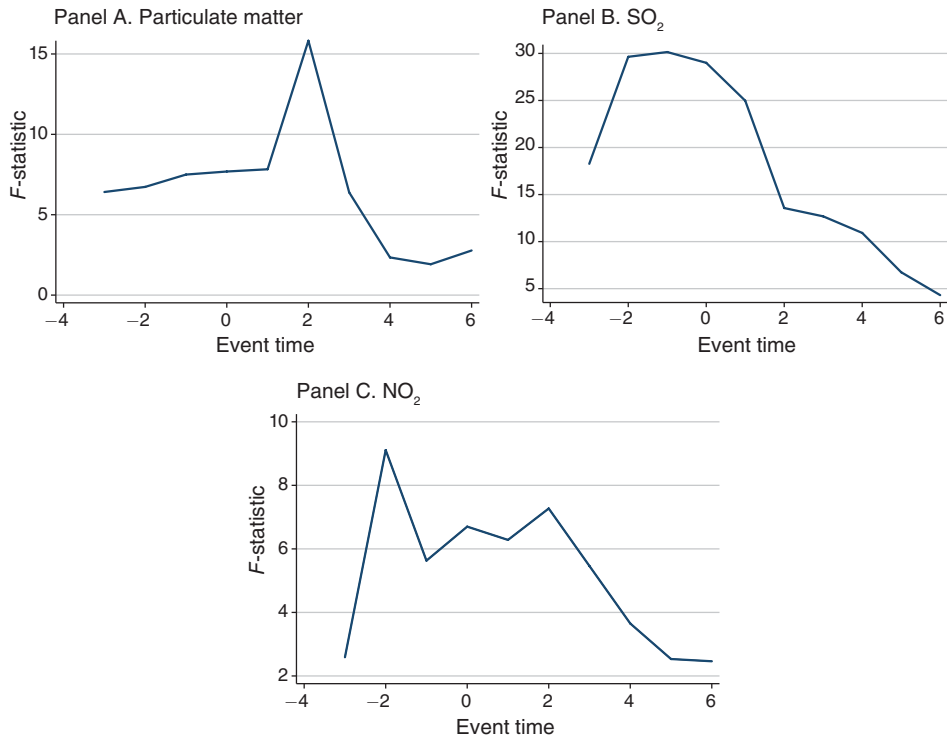 Panel A. Particulate matter
15
10
5
0
F-statistic
−4 −2 0 2 4 6
Event time
Panel B. SO₂
30
25
20
15
10
5
F-statistic
−4 −2 0 2 4 6
Event time
Panel C. NO₂
10
8
6
4
2
F-statistic
−4 −2 0 2 4 6
Event time